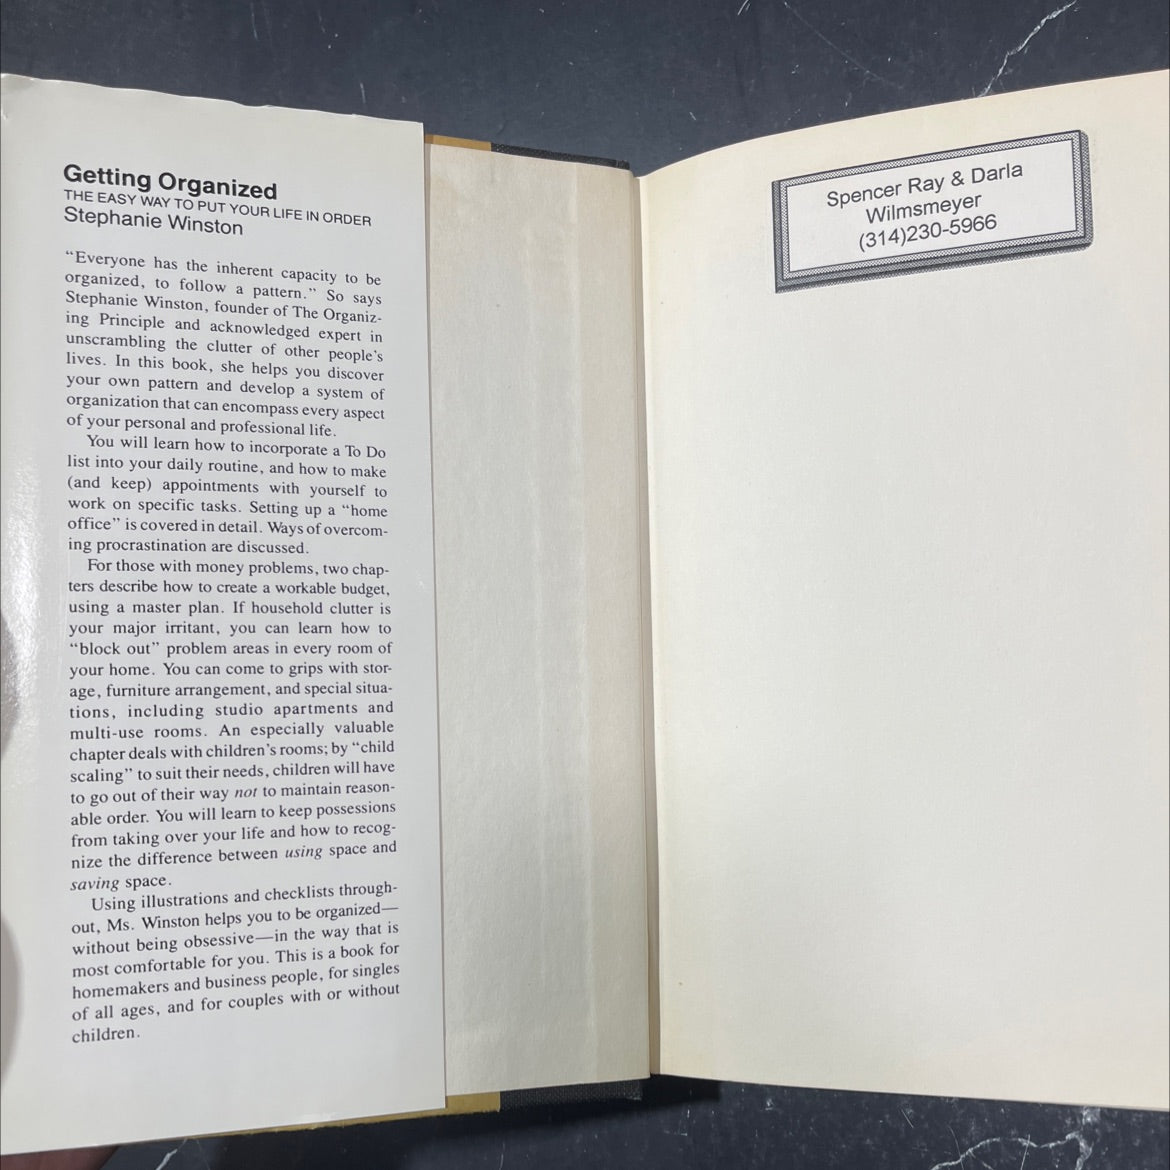 Getting Organized
THE EASY WAY TO PUT YOUR LIFE IN ORDER
Stephanie Winston
“Everyone has the inherent capacity to be
organized, to follow a pattern.” So says
Stephanie Winston, founder of The Organiz-
ing Principle and acknowledged expert in
unscrambling the clutter of other people’s
lives. In this book, she helps you discover
your own pattern and develop a system of
organization that can encompass every aspect
of your personal and professional life.
You will learn how to incorporate a To Do
list into your daily routine, and how to make
(and keep) appointments with yourself to
work on specific tasks. Setting up a “home
office” is covered in detail. Ways of overcom-
ing procrastination are discussed.
For those with money problems, two chap-
ters describe how to create a workable budget,
using a master plan. If household clutter is
your major irritant, you can learn how to
“block out” problem areas in every room of
your home. You can come to grips with stor-
age, furniture arrangement, and special situa-
tions, including studio apartments and
multi-use rooms. An especially valuable
chapter deals with children’s rooms; by “child
scaling” to suit their needs, children will have
to go out of their way not to maintain reason-
able order. You will learn to keep possessions
from taking over your life and how to recog-
nize the difference between using space and
saving space.
Using illustrations and checklists through-
out, Ms. Winston helps you to be organized—
without being obsessive—in the way that is
most comfortable for you. This is a book for
homemakers and business people, for singles
of all ages, and for couples with or without
children.
Spencer Ray & Darla
Wilmsmeyer
(314)230-5966